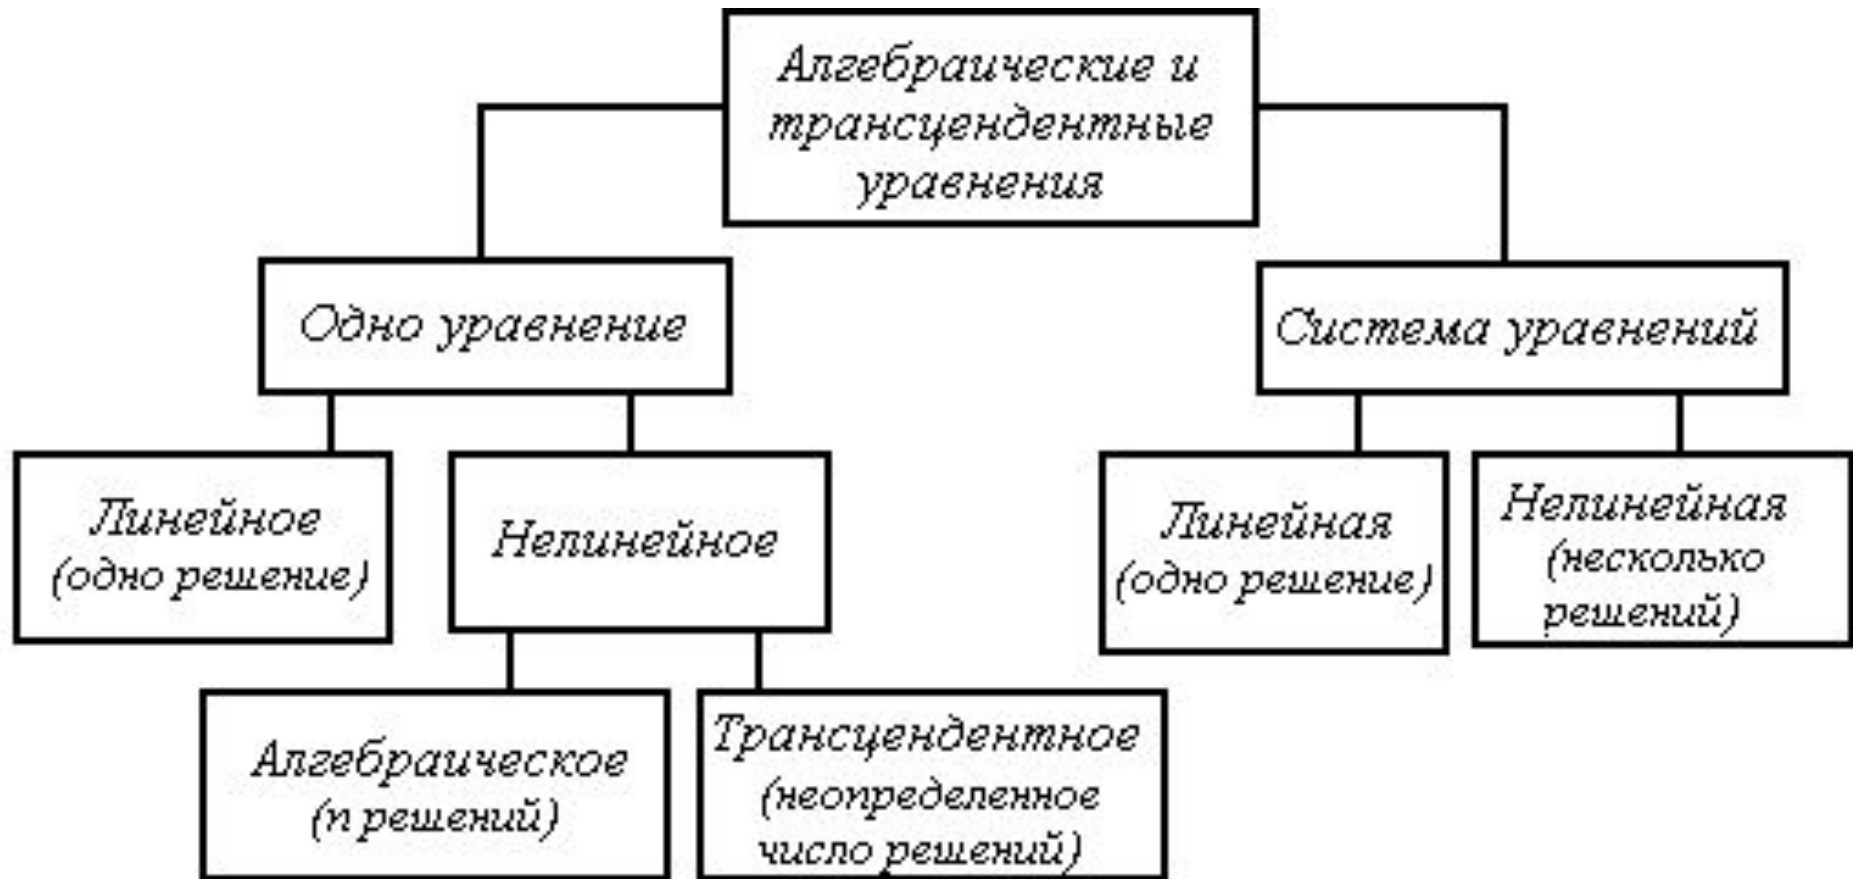 Алгебраические и
трансцендентные
уравнения
Одно уравнение
Система уравнений
Линейное
(одно решение)
Нелинейное
Линейная
(одно решение)
Нелинейная
(несколько
решений)
Алгебраическое
(n решений)
Трансцендентное
(неопределенное
число решений)